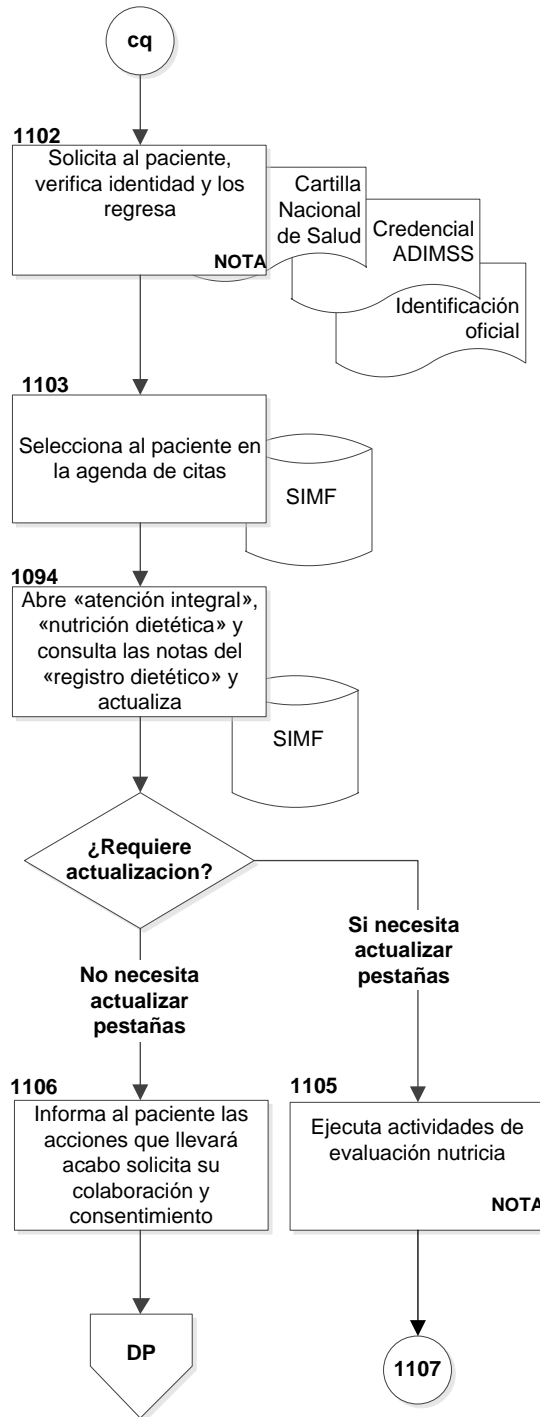 cq
1102
Solicita al paciente,
verifica identidad y los
regresa
NOTA
Cartilla
Nacional
de Salud
Credencial
ADIMSS
Identificación
oficial
1103
Selecciona al paciente en
la agenda de citas
SIMF
1094
Abre «atención integral»,
«nutrición dietética» y
consulta las notas del
«registro dietético» y
actualiza
SIMF
¿Requiere
actualizacion?
No necesita
actualizar
pestañas
Si necesita
actualizar
pestañas
1106
Informa al paciente las
acciones que llevará
acabo solicita su
colaboración y
consentimiento
1105
Ejecuta actividades de
evaluación nutricia
NOTA
DP
1107